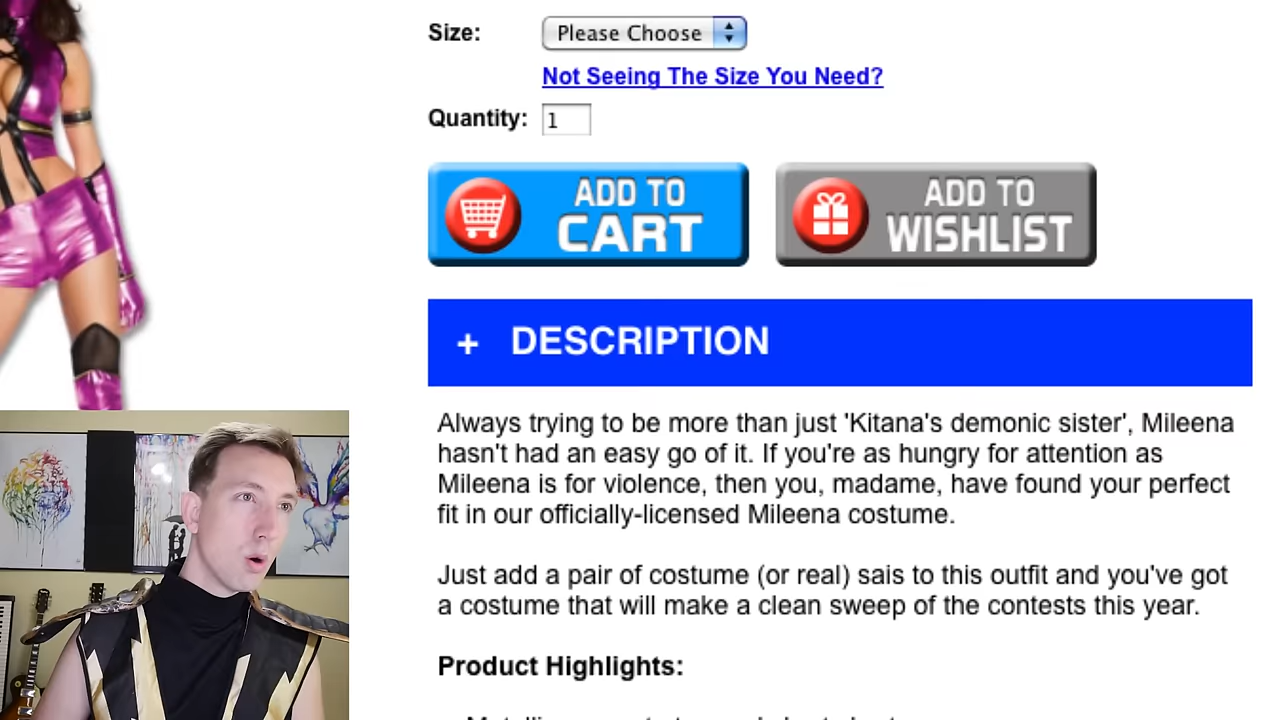 Size: Please Choose
Not Seeing The Size You Need?
Quantity: 1
ADD TO
CART
ADD TO
WISHLIST
+ DESCRIPTION
Always trying to be more than just 'Kitana's demonic sister', Mileena
hasn't had an easy go of it. If you're as hungry for attention as
Mileena is for violence, then you, madame, have found your perfect
fit in our officially-licensed Mileena costume.
Just add a pair of costume (or real) sais to this outfit and you've got
a costume that will make a clean sweep of the contests this year.
Product Highlights: